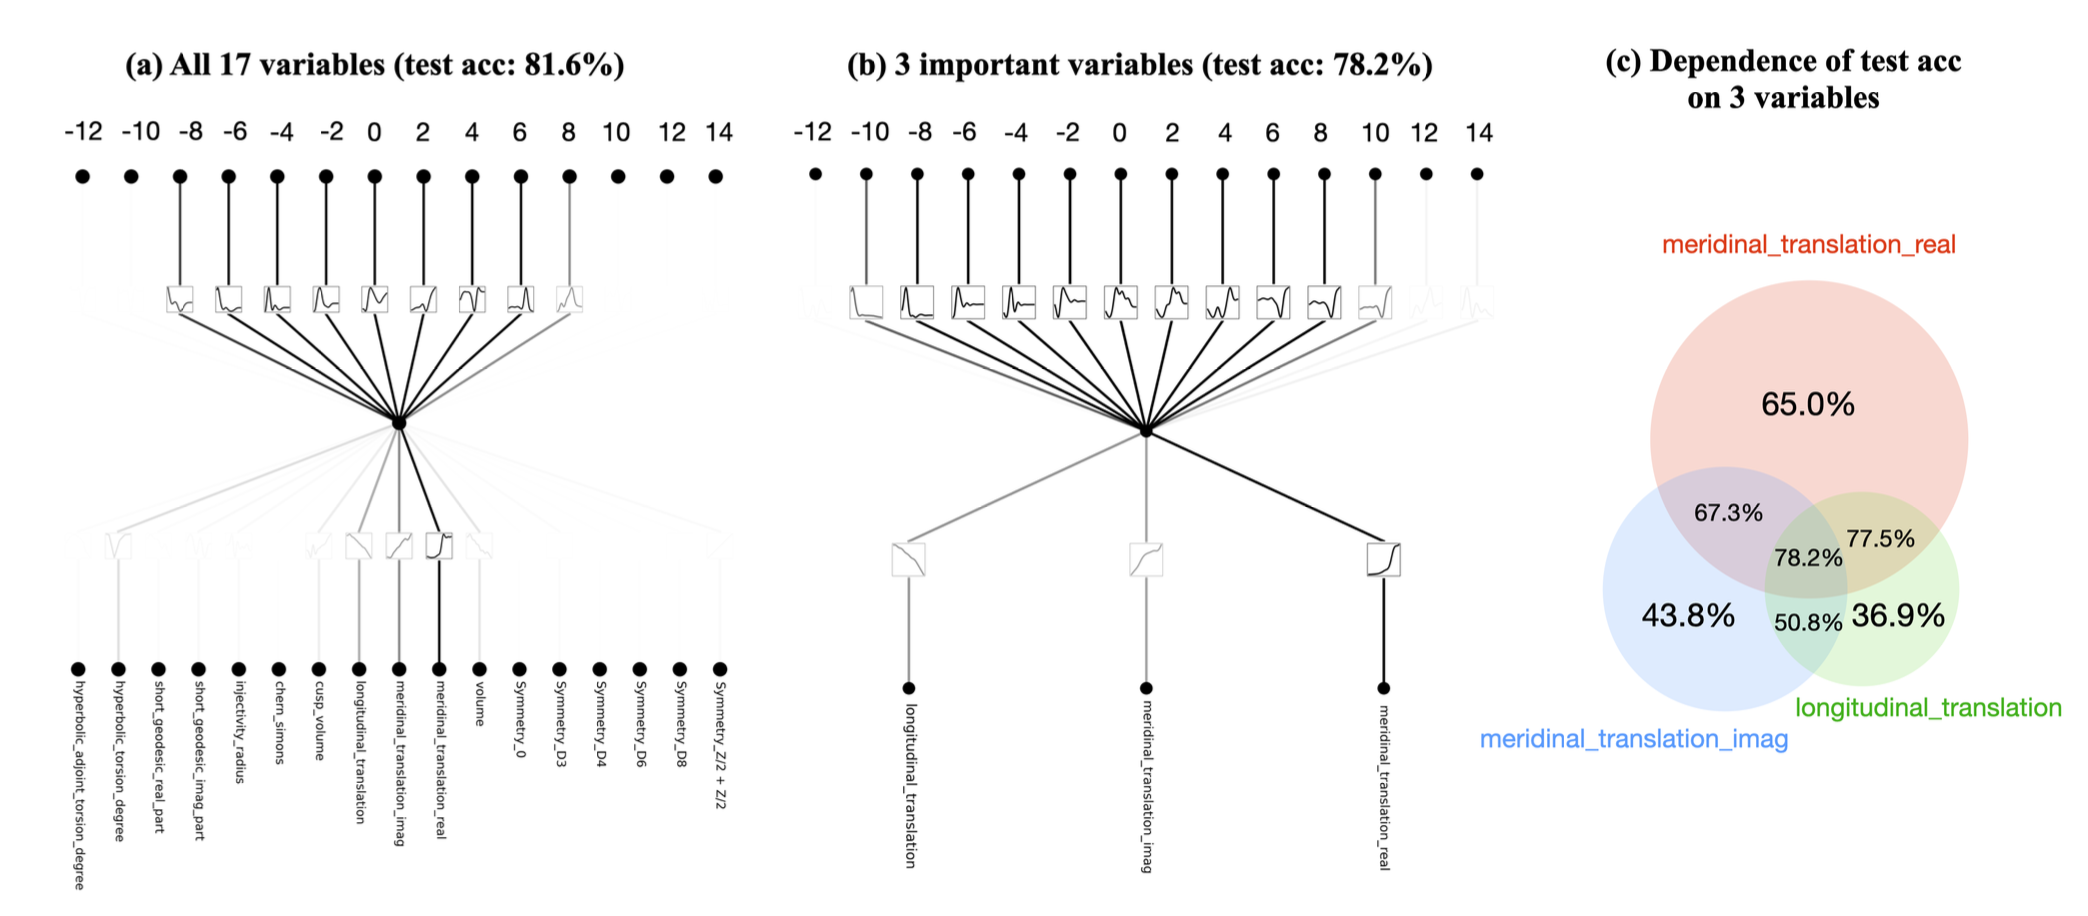 (a) All 17 variables (test acc: 81.6%)
-12 -10 -8 -6 -4 -2 0 2 4 6 8 10 12 14
hyperbolic_adjoint_torsion_degree
hyperbolic_torsion_degree
short_geodesic_real_part
short_geodesic_imag_part
injectivity_radius
chern_simons
cusp_volume
longitudinal_translation
meridinal_translation_imag
meridinal_translation_real
volume
Symmetry_0
Symmetry_D3
Symmetry_D4
Symmetry_D6
Symmetry_D8
Symmetry_Z/2 + Z/2
(b) 3 important variables (test acc: 78.2%)
-12 -10 -8 -6 -4 -2 0 2 4 6 8 10 12 14
longitudinal_translation
meridinal_translation_imag
meridinal_translation_real
(c) Dependence of test acc
on 3 variables
meridinal_translation_real
65.0%
67.3%
77.5%
78.2%
43.8%
50.8%
36.9%
longitudinal_translation
meridinal_translation_imag